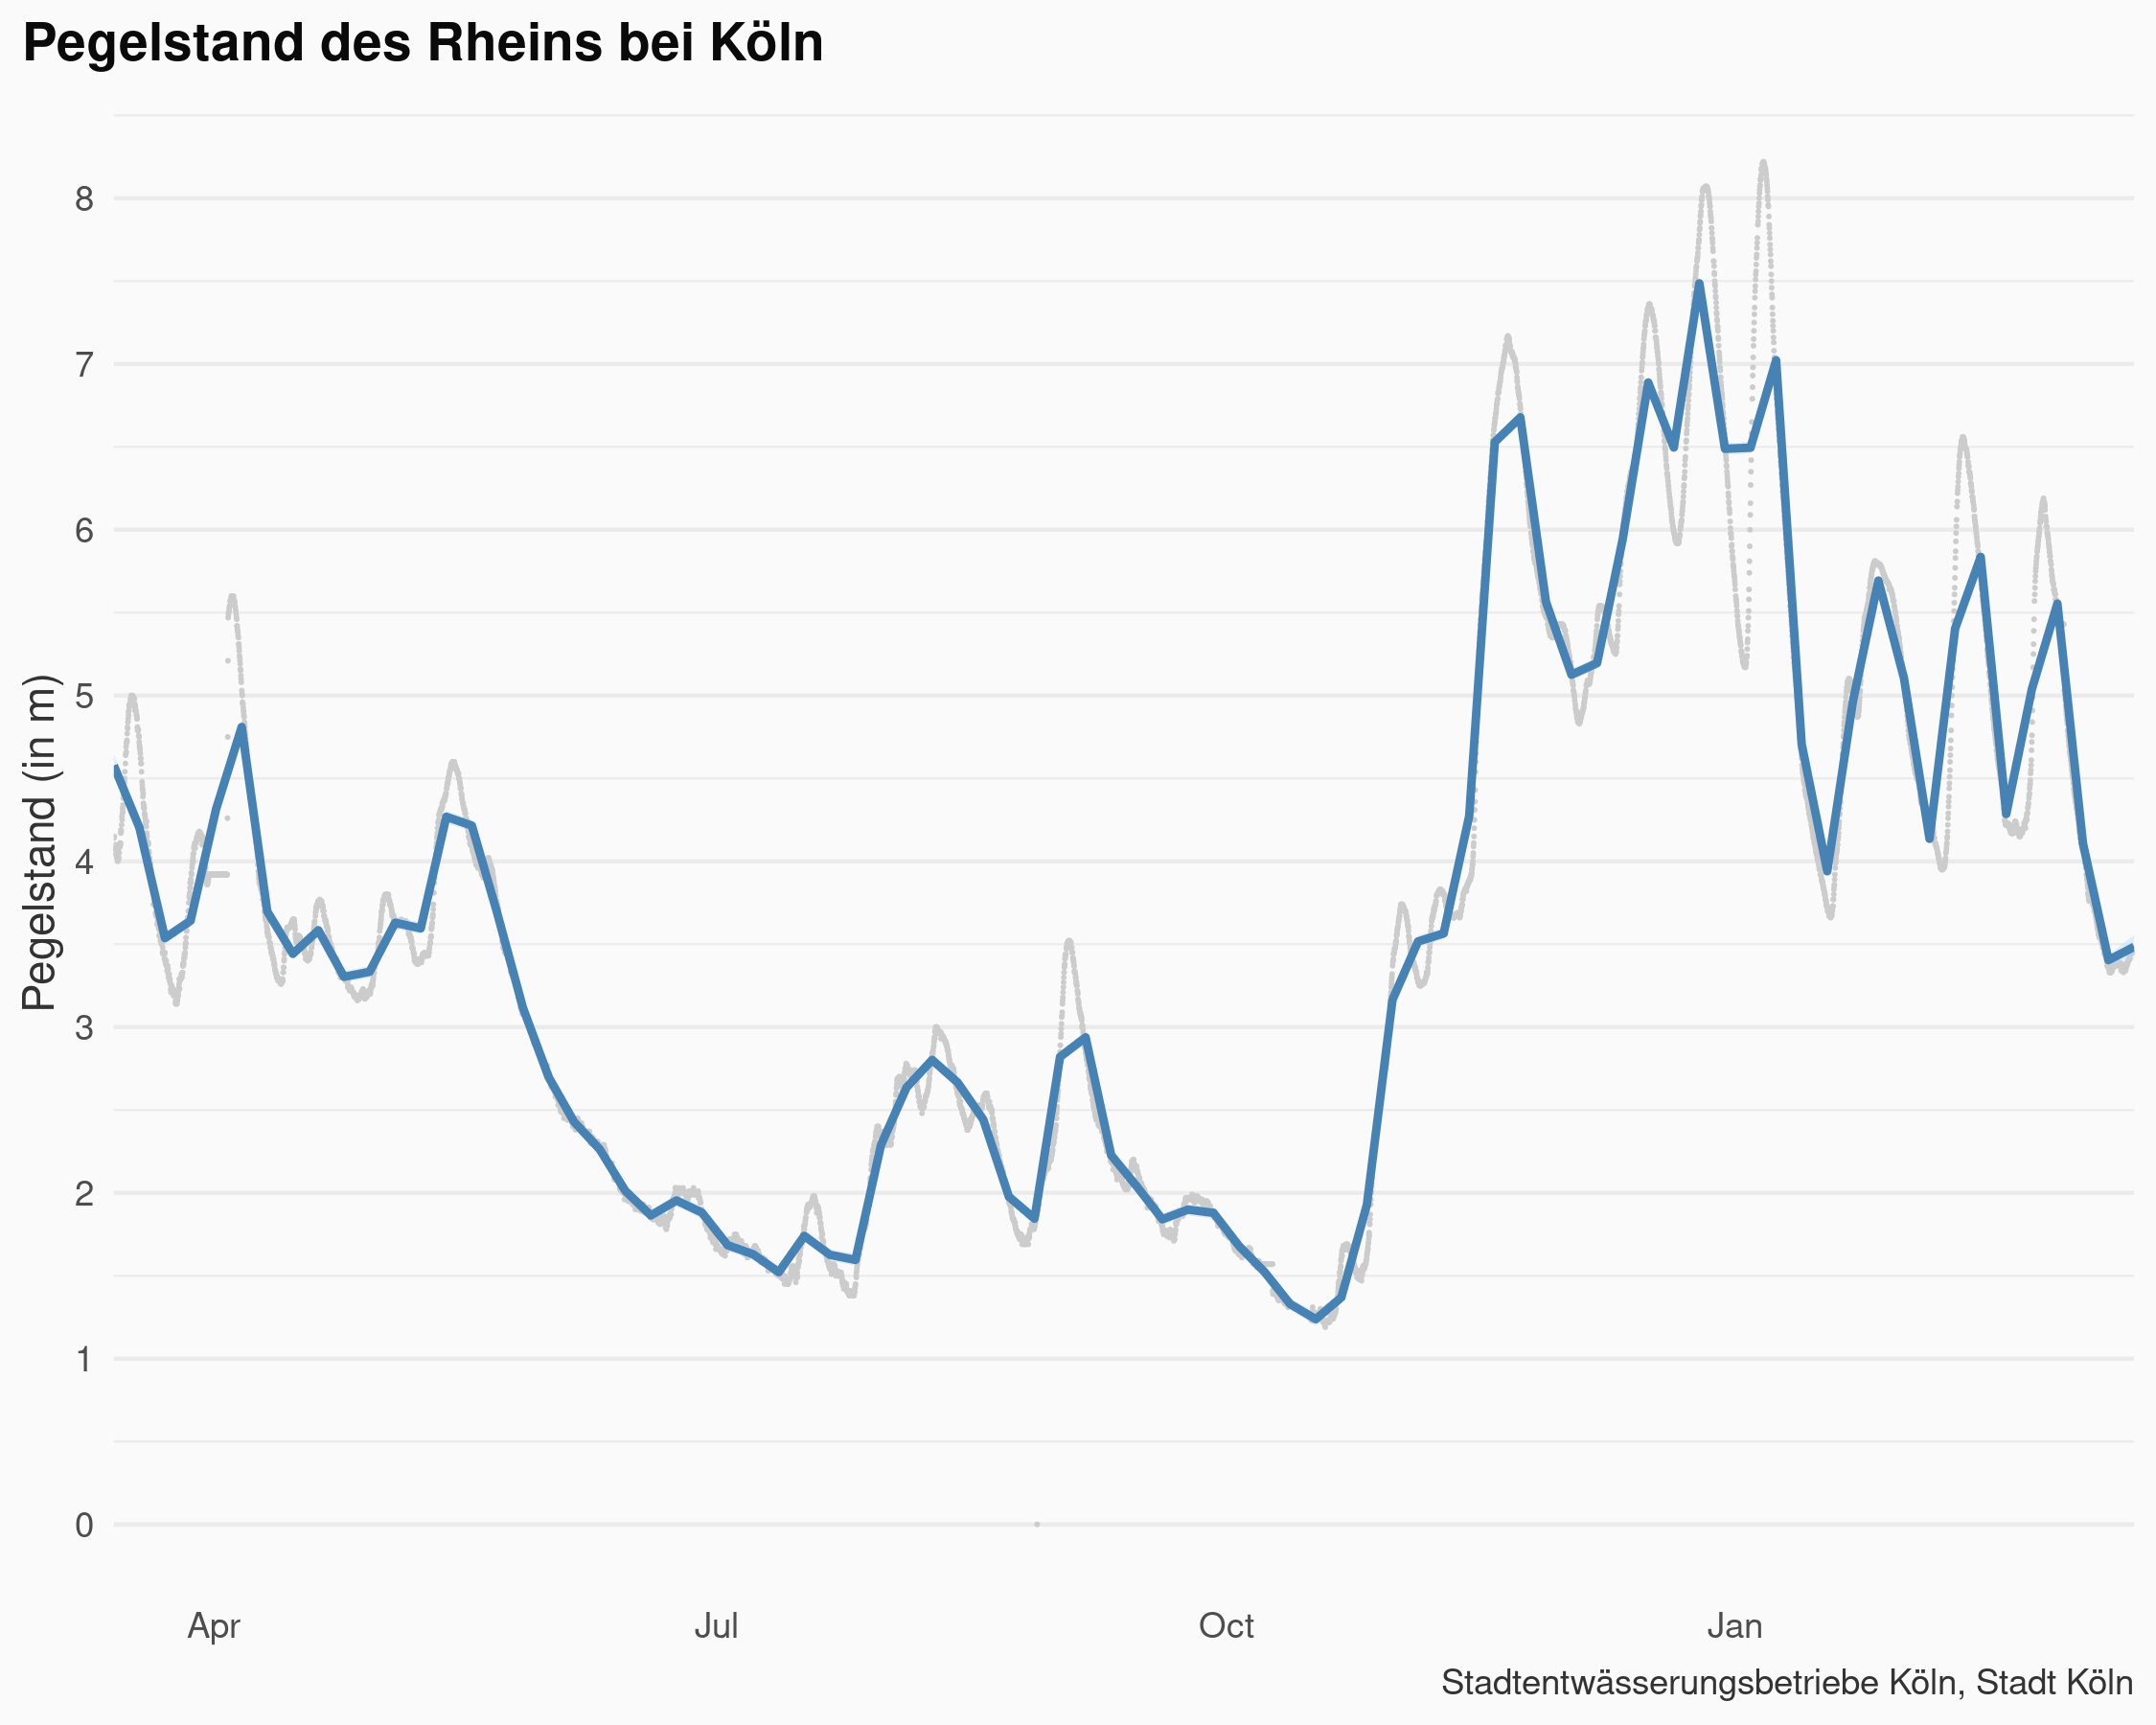 Pegelstand des Rheins bei Köln
Pegelstand (in m)
8
7
6
5
4
3
2
1
0
Apr Jul Oct Jan
Stadtentwässerungsbetriebe Köln, Stadt Köln